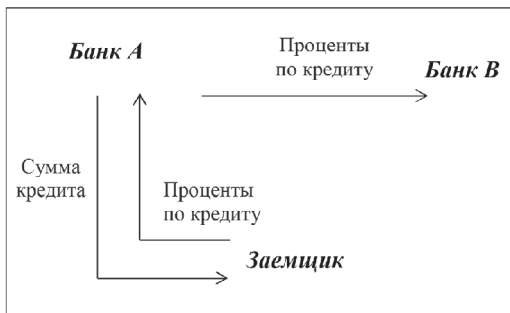 Банк А
Проценты
по кредиту
Банк В
Сумма
кредита
Проценты
по кредиту
Заемщик